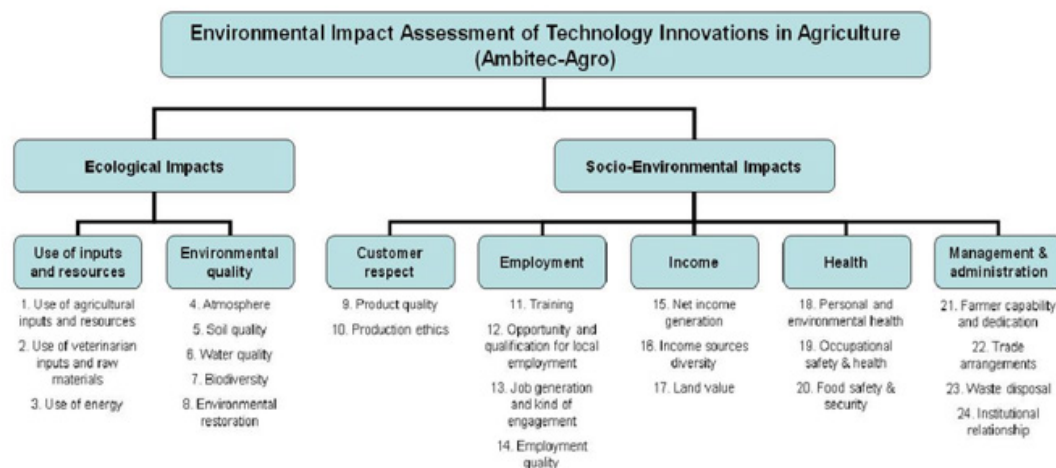 Environmental Impact Assessment of Technology Innovations in Agriculture
(Ambitec-Agro)
Ecological Impacts
Socio-Environmental Impacts
Use of inputs
and resources
Environmental
quality
Customer
respect
Employment
Income
Health
Management &
administration
1. Use of agricultural
inputs and resources
2. Use of veterinarian
inputs and raw
materials
3. Use of energy
4. Atmosphere
5. Soil quality
6. Water quality
7. Biodiversity
8. Environmental
restoration
9. Product quality
10. Production ethics
11. Training
12. Opportunity and
qualification for local
employment
13. Job generation
and kind of
engagement
14. Employment
quality
15. Net income
generation
16. Income sources
diversity
17. Land value
18. Personal and
environmental health
19. Occupational
safety & health
20. Food safety &
security
21. Farmer capability
and dedication
22. Trade
arrangements
23. Waste disposal
24. Institutional
relationship